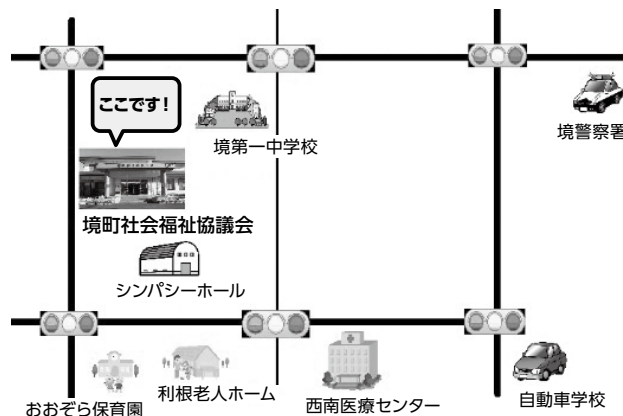 ここです！
境第一中学校
境警察署
境町社会福祉協議会
シンパシーホール
おおぞら保育園
利根老人ホーム
西南医療センター
自動車学校